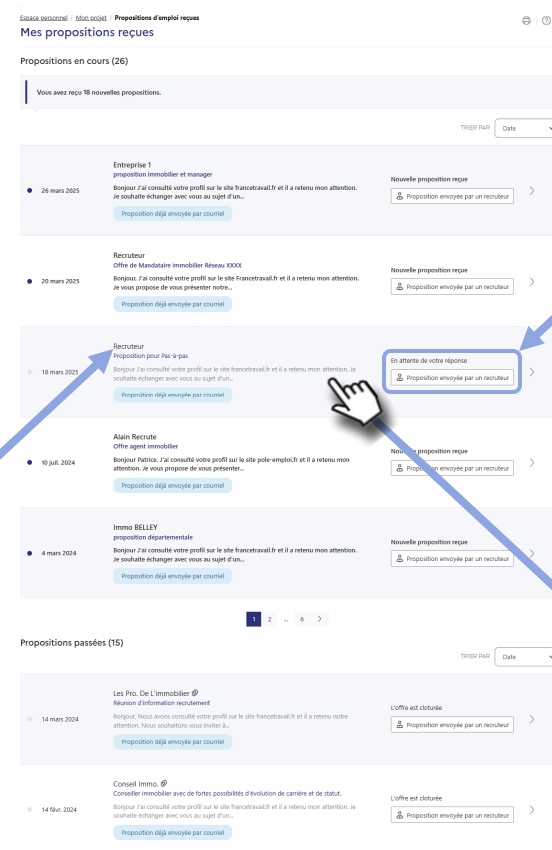 Espace personnel / Mon projet / Propositions d'emploi reçues
Mes propositions reçues
Propositions en cours (26)
Vous avez reçu 18 nouvelles propositions.
TRIER PAR Date
Entreprise 1
proposition immobilier et manager
26 mars 2025
Bonjour J'ai consulté votre profil sur le site francetravail.fr et il a retenu mon attention.
Je souhaite échanger avec vous au sujet d'un...
Proposition déjà envoyée par courriel
Nouvelle proposition reçue
Proposition envoyée par un recruteur
Recruteur
Offre de Mandataire immobilier Réseau XXXX
20 mars 2025
Bonjour, J'ai consulté votre profil sur le site Francetravail.fr et il a retenu mon attention.
Je vous propose de vous présenter notre...
Proposition déjà envoyée par courriel
Nouvelle proposition reçue
Proposition envoyée par un recruteur
Recruteur
Proposition pour Pas-à-pas
18 mars 2025
Bonjour J'ai consulté votre profil sur le site francetravail.fr et il a retenu mon attention. Je
souhaite échanger avec vous au sujet d'un...
Proposition déjà envoyée par courriel
En attente de votre réponse
Proposition envoyée par un recruteur
Alain Recrute
Offre agent immobilier
10 juil. 2024
Bonjour Patrice, J'ai consulté votre profil sur le site pole-emploi.fr et il a retenu mon
attention. Je vous propose de vous présenter...
Proposition déjà envoyée par courriel
Nouvelle proposition reçue
Proposition envoyée par un recruteur
Immo BELLEY
proposition départementale
4 mars 2024
Bonjour J'ai consulté votre profil sur le site francetravail.fr et il a retenu mon attention.
Je souhaite échanger avec vous au sujet d'un...
Proposition déjà envoyée par courriel
Nouvelle proposition reçue
Proposition envoyée par un recruteur
1 2 ... 6 >
Propositions passées (15)
TRIER PAR Date
Les Pro. De L'immobilier
Réunion d'information recrutement
14 mars 2024
Bonjour, Nous avons consulté votre profil sur le site francetravail.fr et il a retenu notre
attention. Nous souhaitons vous inviter à...
Proposition déjà envoyée par courriel
L'offre est cloturée
Proposition envoyée par un recruteur
Conseil Immo.
Conseiller immobilier avec de fortes possibilités d'évolution de carrière et de statut.
14 févr. 2024
Bonjour J'ai consulté votre profil sur le site francetravail.fr et il a retenu mon attention. Je
souhaite échanger avec vous au sujet d'un...
Proposition déjà envoyée par courriel
L'offre est cloturée
Proposition envoyée par un recruteur